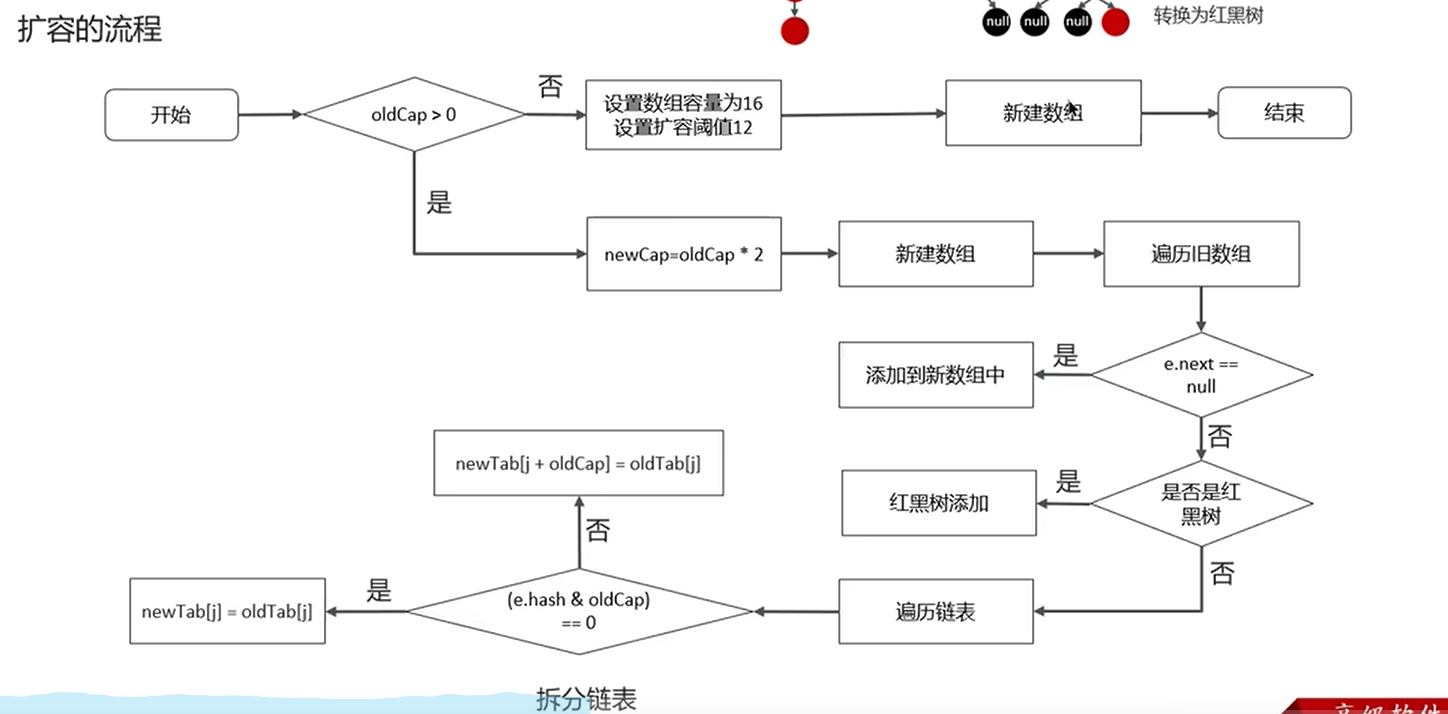 扩容的流程
null
null
null
转换为红黑树
开始
oldCap > 0
否
设置数组容量为16
设置扩容阈值12
新建数组
结束
是
newCap=oldCap * 2
新建数组
遍历旧数组
e.next ==
null
是
添加到新数组中
否
是否是红
黑树
是
红黑树添加
否
遍历链表
(e.hash & oldCap)
== 0
否
newTab[j + oldCap] = oldTab[j]
是
newTab[j] = oldTab[j]
拆分链表
高级软件